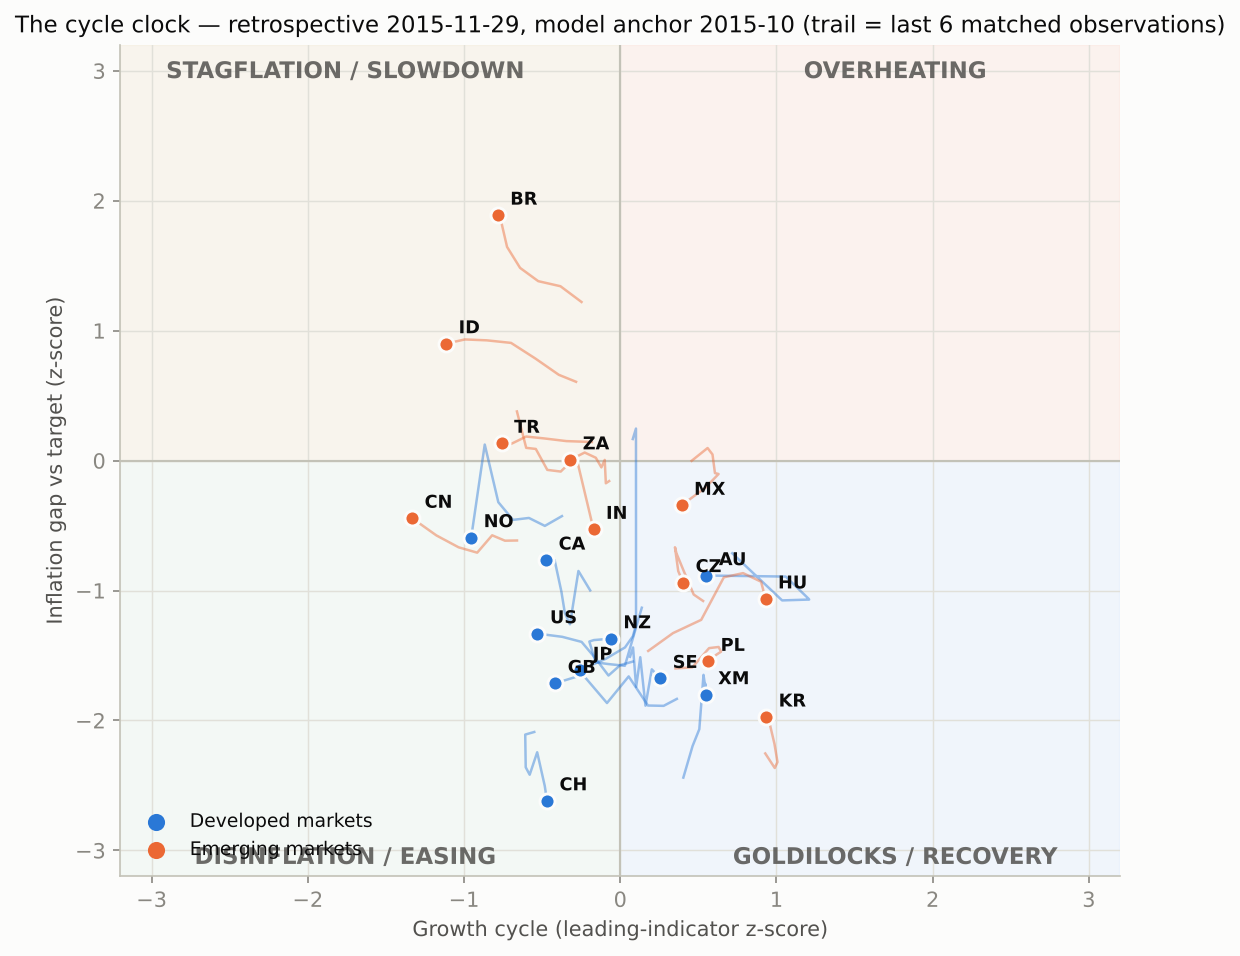 The cycle clock — retrospective 2015-11-29, model anchor 2015-10 (trail = last 6 matched observations)
STAGFLATION / SLOWDOWN
OVERHEATING
3
2
1
0
−1
−2
−3
Inflation gap vs target (z-score)
BR
ID
TR
ZA
MX
CN
NO
IN
CA
CZ
AU
HU
US
NZ
JP
GB
SE
PL
XM
KR
CH
Developed markets
Emerging markets
DISINFLATION / EASING
GOLDILOCKS / RECOVERY
−3
−2
−1
0
1
2
3
Growth cycle (leading-indicator z-score)